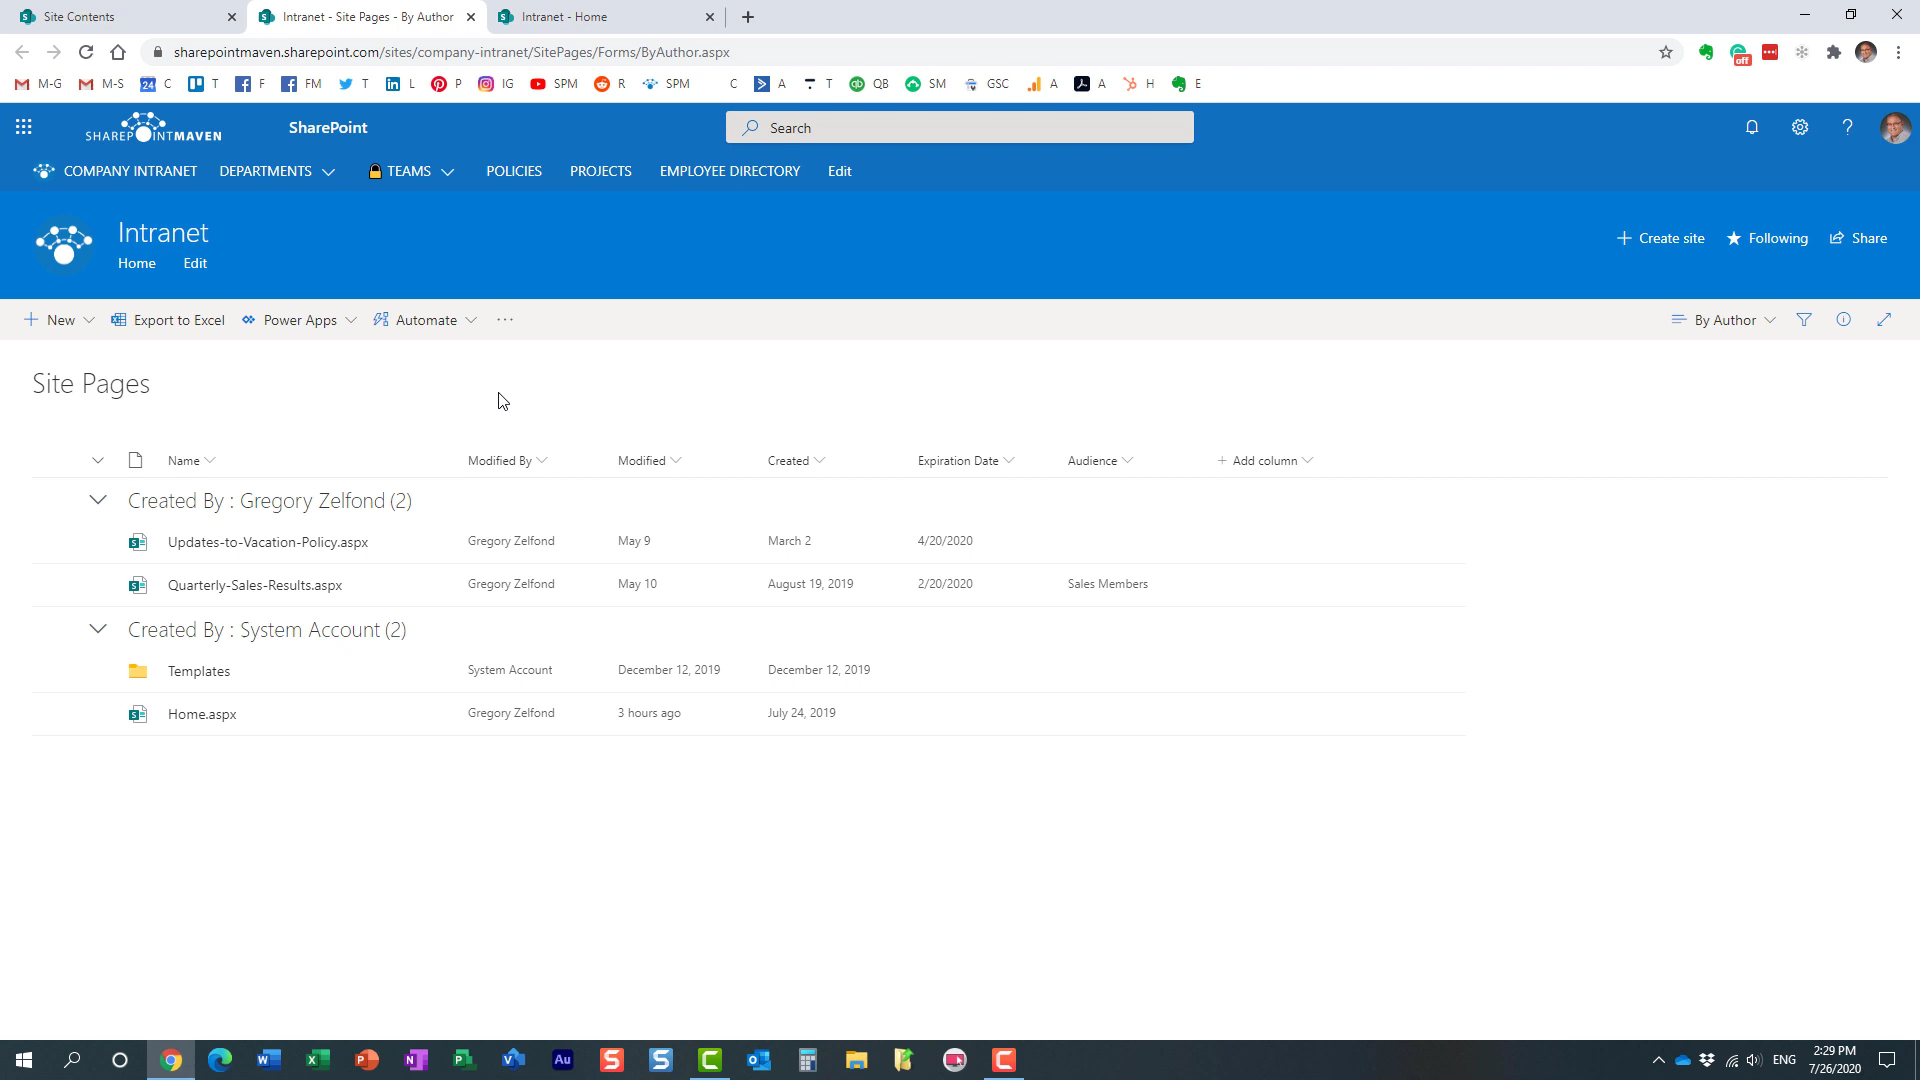 Site Contents
Intranet - Site Pages - By Author
Intranet - Home
sharepointmaven.sharepoint.com/sites/company-intranet/SitePages/Forms/ByAuthor.aspx
off
M-G M-S 24 C T F FM T L P IG SPM R SPM C A T QB SM GSC A A H E
SHAREPOINTMAVEN SharePoint Search
COMPANY INTRANET DEPARTMENTS TEAMS POLICIES PROJECTS EMPLOYEE DIRECTORY Edit
Intranet
Home Edit
Create site Following Share
New Export to Excel Power Apps Automate ··· By Author
Site Pages
Name Modified By Modified Created Expiration Date Audience + Add column
Created By : Gregory Zelfond (2)
Updates-to-Vacation-Policy.aspx Gregory Zelfond May 9 March 2 4/20/2020
Quarterly-Sales-Results.aspx Gregory Zelfond May 10 August 19, 2019 2/20/2020 Sales Members
Created By : System Account (2)
Templates System Account December 12, 2019 December 12, 2019
Home.aspx Gregory Zelfond 3 hours ago July 24, 2019
ENG
2:29 PM
7/26/2020